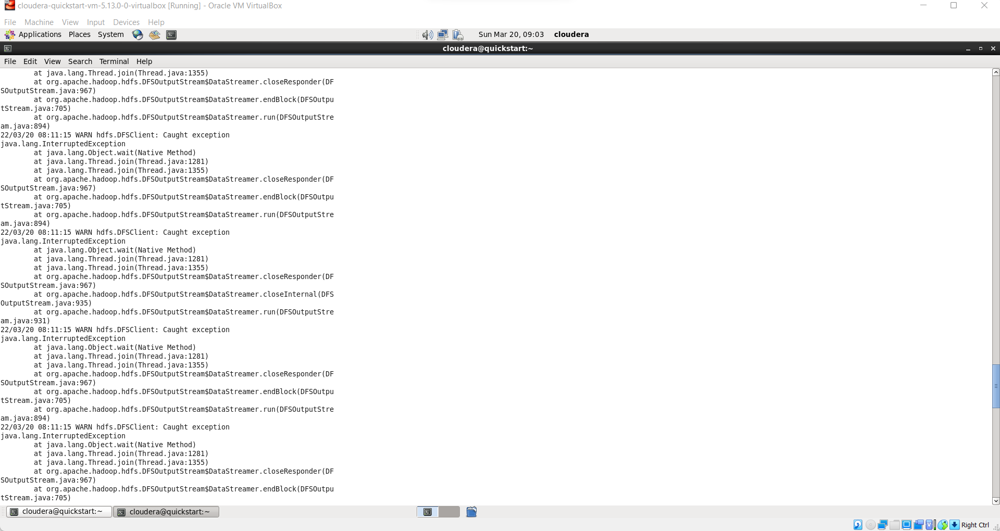 cloudera-quickstart-vm-5.13.0-0-virtualbox [Running] - Oracle VM VirtualBox
File Machine View Input Devices Help
Applications Places System Sun Mar 20, 09:03 cloudera
cloudera@quickstart:~
File Edit View Search Terminal Help
        at java.lang.Thread.join(Thread.java:1355)
        at org.apache.hadoop.hdfs.DFSOutputStream$DataStreamer.closeResponder(DF
SOutputStream.java:967)
        at org.apache.hadoop.hdfs.DFSOutputStream$DataStreamer.endBlock(DFSOutpu
tStream.java:705)
        at org.apache.hadoop.hdfs.DFSOutputStream$DataStreamer.run(DFSOutputStre
am.java:894)
22/03/20 08:11:15 WARN hdfs.DFSClient: Caught exception
java.lang.InterruptedException
        at java.lang.Object.wait(Native Method)
        at java.lang.Thread.join(Thread.java:1281)
        at java.lang.Thread.join(Thread.java:1355)
        at org.apache.hadoop.hdfs.DFSOutputStream$DataStreamer.closeResponder(DF
SOutputStream.java:967)
        at org.apache.hadoop.hdfs.DFSOutputStream$DataStreamer.endBlock(DFSOutpu
tStream.java:705)
        at org.apache.hadoop.hdfs.DFSOutputStream$DataStreamer.run(DFSOutputStre
am.java:894)
22/03/20 08:11:15 WARN hdfs.DFSClient: Caught exception
java.lang.InterruptedException
        at java.lang.Object.wait(Native Method)
        at java.lang.Thread.join(Thread.java:1281)
        at java.lang.Thread.join(Thread.java:1355)
        at org.apache.hadoop.hdfs.DFSOutputStream$DataStreamer.closeResponder(DF
SOutputStream.java:967)
        at org.apache.hadoop.hdfs.DFSOutputStream$DataStreamer.closeInternal(DFS
OutputStream.java:935)
        at org.apache.hadoop.hdfs.DFSOutputStream$DataStreamer.run(DFSOutputStre
am.java:931)
22/03/20 08:11:15 WARN hdfs.DFSClient: Caught exception
java.lang.InterruptedException
        at java.lang.Object.wait(Native Method)
        at java.lang.Thread.join(Thread.java:1281)
        at java.lang.Thread.join(Thread.java:1355)
        at org.apache.hadoop.hdfs.DFSOutputStream$DataStreamer.closeResponder(DF
SOutputStream.java:967)
        at org.apache.hadoop.hdfs.DFSOutputStream$DataStreamer.endBlock(DFSOutpu
tStream.java:705)
        at org.apache.hadoop.hdfs.DFSOutputStream$DataStreamer.run(DFSOutputStre
am.java:894)
22/03/20 08:11:15 WARN hdfs.DFSClient: Caught exception
java.lang.InterruptedException
        at java.lang.Object.wait(Native Method)
        at java.lang.Thread.join(Thread.java:1281)
        at java.lang.Thread.join(Thread.java:1355)
        at org.apache.hadoop.hdfs.DFSOutputStream$DataStreamer.closeResponder(DF
SOutputStream.java:967)
        at org.apache.hadoop.hdfs.DFSOutputStream$DataStreamer.endBlock(DFSOutpu
tStream.java:705)
cloudera@quickstart:~ cloudera@quickstart:~
Right Ctrl